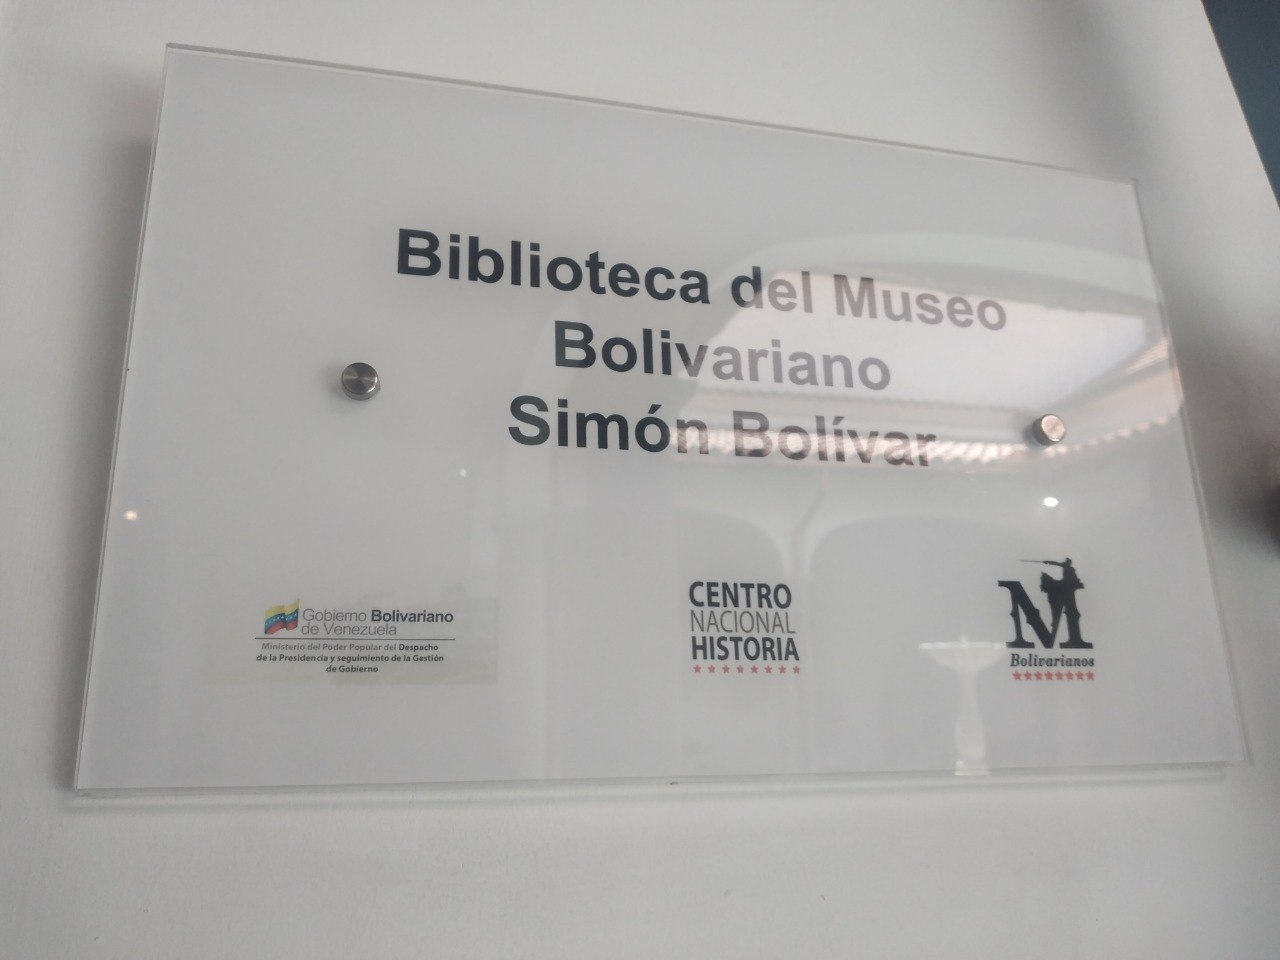 Biblioteca del Museo
Bolivariano
Simón Bolívar
Gobierno Bolivariano
de Venezuela
Ministerio del Poder Popular del Despacho
de la Presidencia y seguimiento de la Gestión
de Gobierno
CENTRO
NACIONAL
HISTORIA
M
Bolivarianos